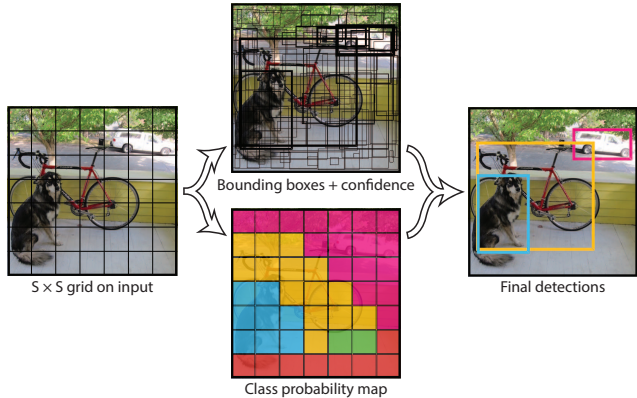 Bounding boxes + confidence
S × S grid on input
Final detections
Class probability map